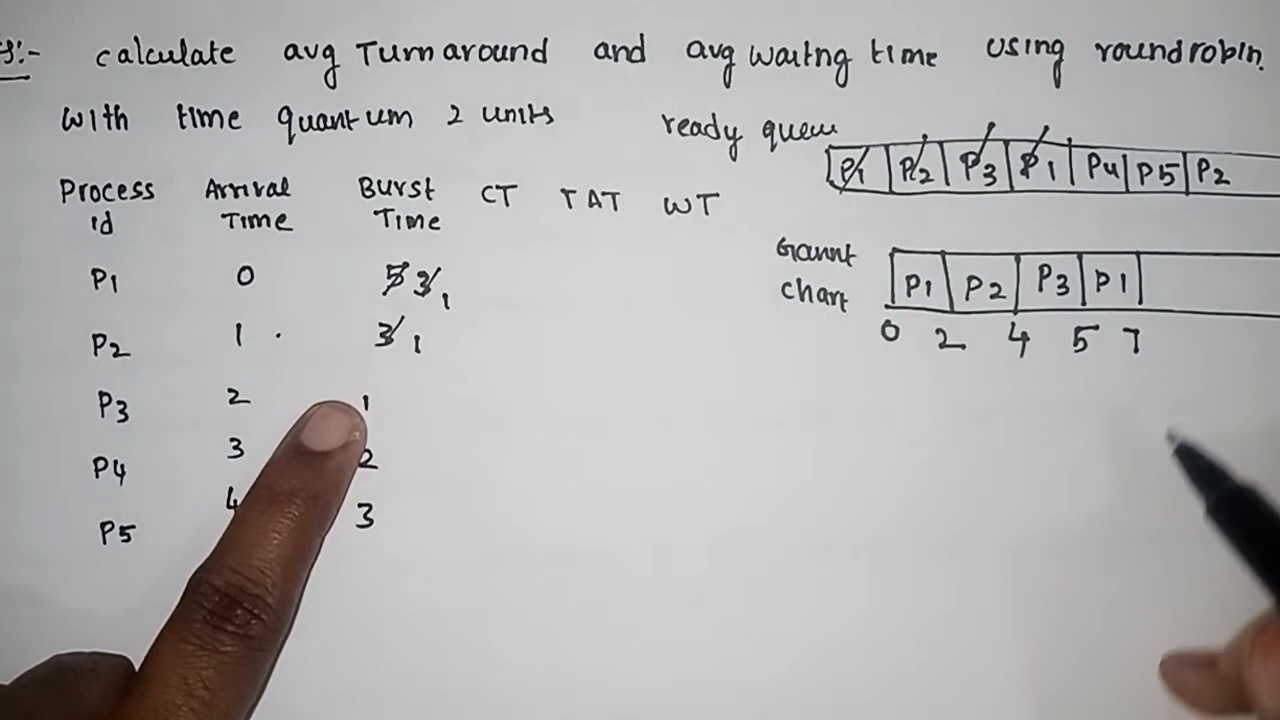 s:- calculate avg Turnaround and avg waitng time using roundrobin.
with time quantum 2 units
ready queu
P1 P2 P3 P1 P4 P5 P2
Process Arrival Burst CT TAT WT
id Time Time
P1 0 5 3 1
P2 1 . 3 1
P3 2 1
P4 3 2
P5 4 3
Gannt
chart
P1 P2 P3 P1
0 2 4 5 7